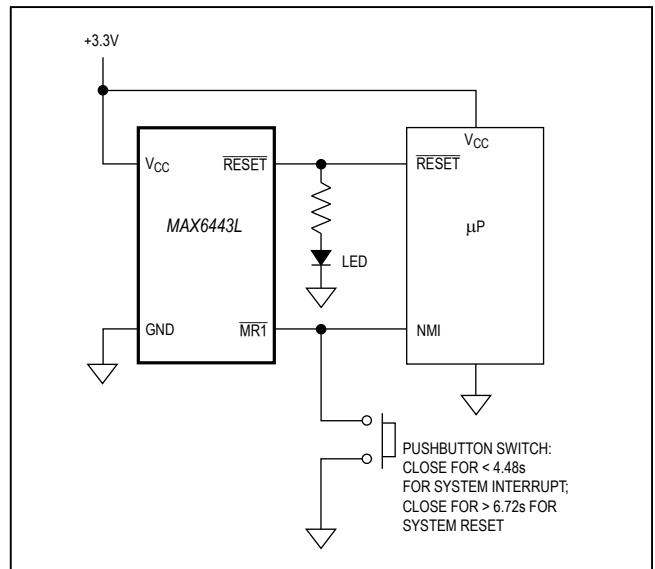 +3.3V
VCC
RESET
MAX6443L
GND
MR1
LED
VCC
RESET
µP
NMI
PUSHBUTTON SWITCH:
CLOSE FOR < 4.48s
FOR SYSTEM INTERRUPT;
CLOSE FOR > 6.72s FOR
SYSTEM RESET